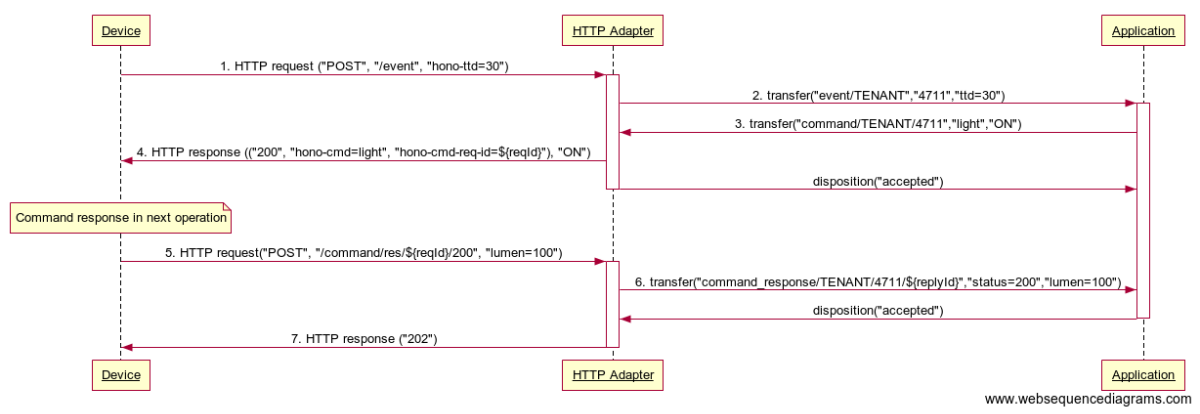 Device HTTP Adapter Application
1. HTTP request ("POST", "/event", "hono-ttd=30")
2. transfer("event/TENANT","4711","ttd=30")
3. transfer("command/TENANT/4711","light","ON")
4. HTTP response (("200", "hono-cmd=light", "hono-cmd-req-id=${reqId}"), "ON")
disposition("accepted")
Command response in next operation
5. HTTP request("POST", "/command/res/${reqId}/200", "lumen=100")
6. transfer("command_response/TENANT/4711/${replyId}","status=200","lumen=100")
disposition("accepted")
7. HTTP response ("202")
Device HTTP Adapter Application
www.websequencediagrams.com